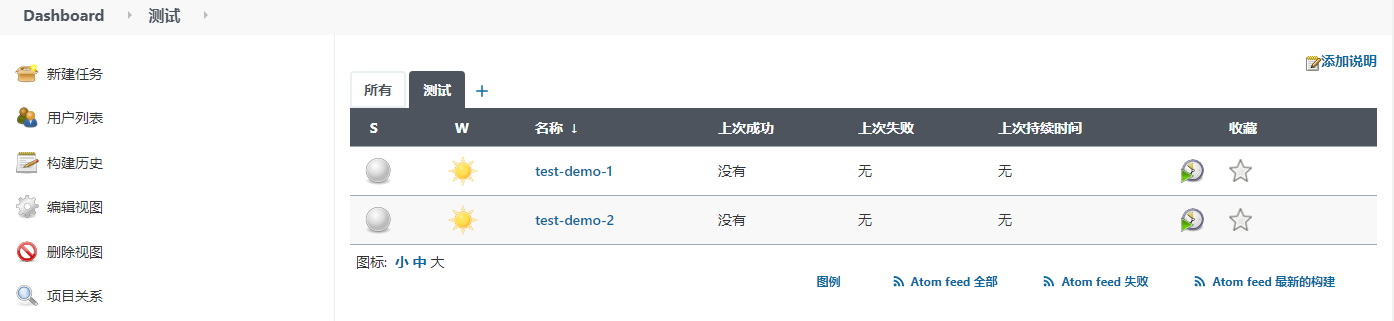 Dashboard 测试
新建任务
用户列表
构建历史
编辑视图
删除视图
项目关系
添加说明
所有 测试 +
S W 名称 ↓ 上次成功 上次失败 上次持续时间 收藏
test-demo-1 没有 无 无
test-demo-2 没有 无 无
图标: 小 中 大
图例 Atom feed 全部 Atom feed 失败 Atom feed 最新的构建